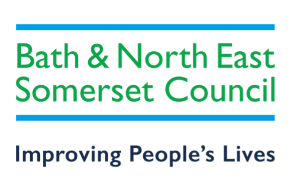 Bath & North East
Somerset Council
Improving People's Lives